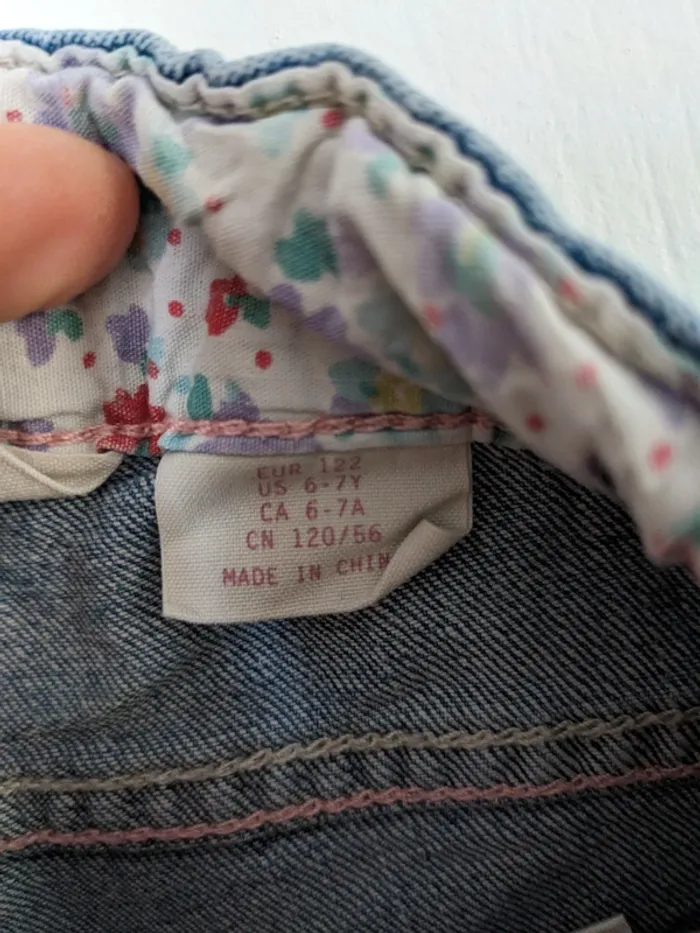 EUR 122
US 6-7Y
CA 6-7A
CN 120/56
MADE IN CHIN